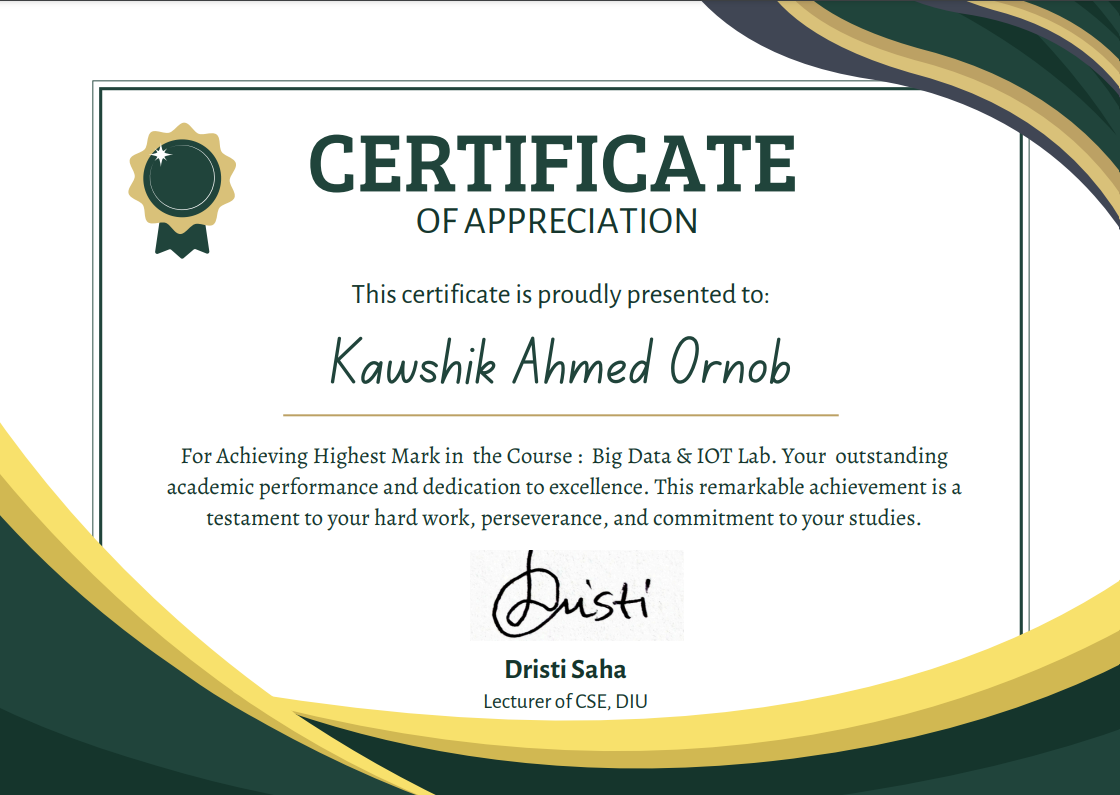 CERTIFICATE
OF APPRECIATION
This certificate is proudly presented to:
Kawshik Ahmed Ornob
For Achieving Highest Mark in the Course : Big Data & IOT Lab. Your outstanding
academic performance and dedication to excellence. This remarkable achievement is a
testament to your hard work, perseverance, and commitment to your studies.
Dristi
Dristi Saha
Lecturer of CSE, DIU